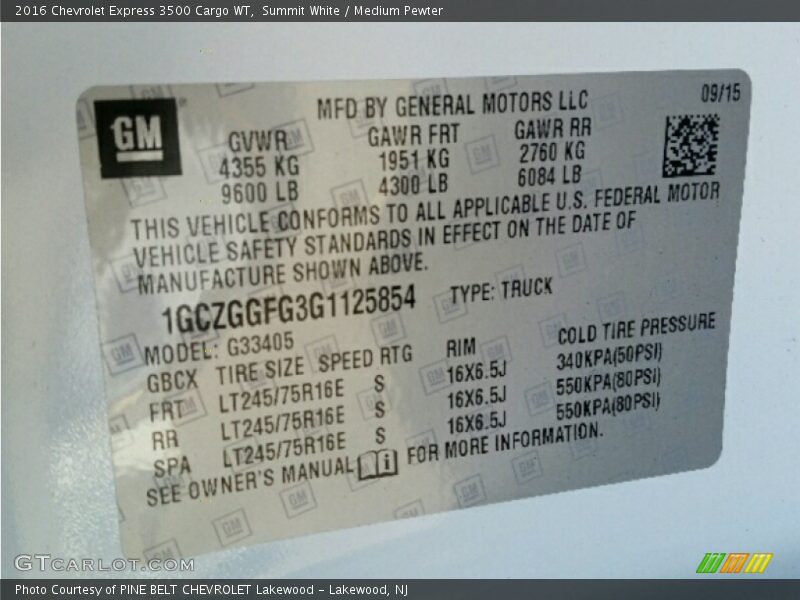 2016 Chevrolet Express 3500 Cargo WT, Summit White / Medium Pewter
GM
MFD BY GENERAL MOTORS LLC 09/15
GVWR GAWR FRT GAWR RR
4355 KG 1951 KG 2760 KG
9600 LB 4300 LB 6084 LB
THIS VEHICLE CONFORMS TO ALL APPLICABLE U.S. FEDERAL MOTOR
VEHICLE SAFETY STANDARDS IN EFFECT ON THE DATE OF
MANUFACTURE SHOWN ABOVE.
1GCZGGFG3G1125854 TYPE: TRUCK
MODEL: G33405
GBCX TIRE SIZE SPEED RTG RIM COLD TIRE PRESSURE
FRT LT245/75R16E S 16X6.5J 340KPA(50PSI)
RR LT245/75R16E S 16X6.5J 550KPA(80PSI)
SPA LT245/75R16E S 16X6.5J 550KPA(80PSI)
SEE OWNER'S MANUAL FOR MORE INFORMATION.
GTCARLOT.COM
Photo Courtesy of PINE BELT CHEVROLET Lakewood - Lakewood, NJ